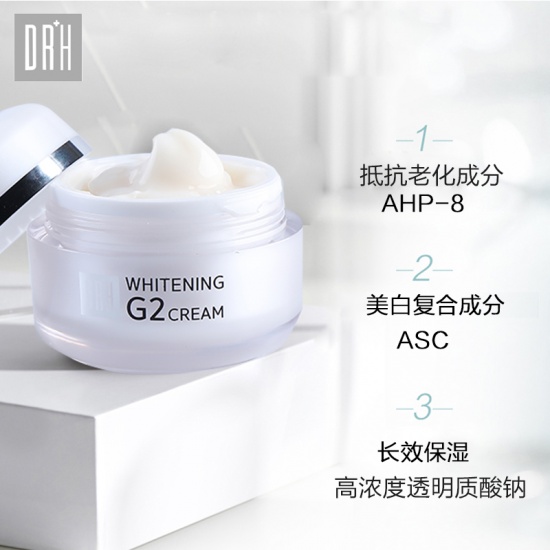 DR+H
WHITENING
G2 CREAM
1
抵抗老化成分
AHP-8
2
美白复合成分
ASC
3
长效保湿
高浓度透明质酸钠